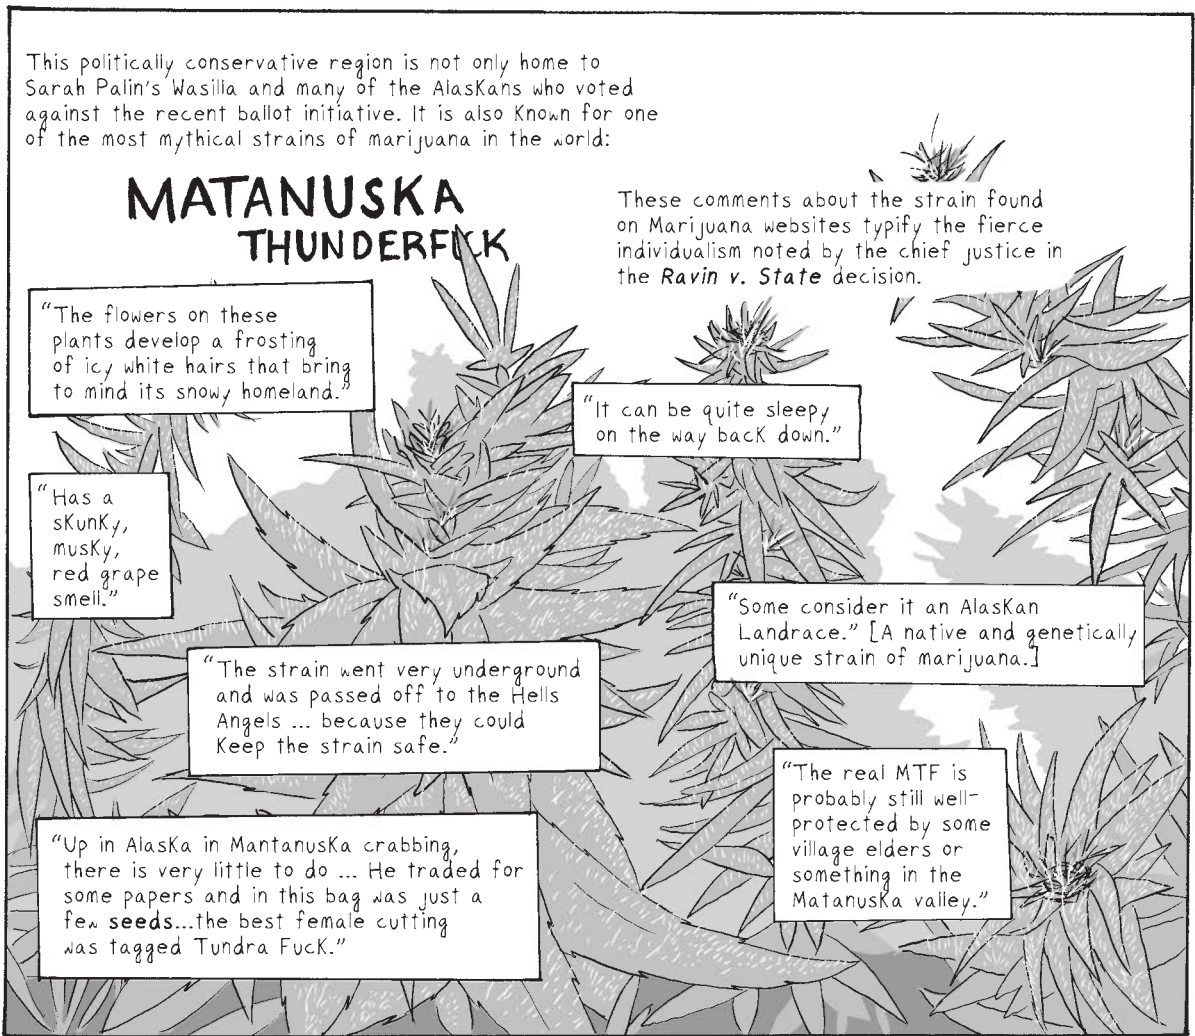 This politically conservative region is not only home to
Sarah Palin's Wasilla and many of the Alaskans who voted
against the recent ballot initiative. It is also Known for one
of the most mythical strains of marijuana in the world:
MATANUSKA
THUNDERFUCK
These comments about the strain found
on Marijuana websites typify the fierce
individualism noted by the chief justice in
the Ravin v. State decision.
"The flowers on these
plants develop a frosting
of icy white hairs that bring
to mind its snowy homeland."
"It can be quite sleepy
on the way back down."
"Has a
skunky,
musky,
red grape
smell."
"Some consider it an Alaskan
Landrace." [A native and genetically
unique strain of marijuana.]
"The strain went very underground
and was passed off to the Hells
Angels ... because they could
Keep the strain safe."
"The real MTF is
probably still well-
protected by some
village elders or
something in the
Matanuska valley."
"Up in Alaska in Mantanuska crabbing,
there is very little to do ... He traded for
some papers and in this bag was just a
few seeds...the best female cutting
was tagged Tundra Fuck."